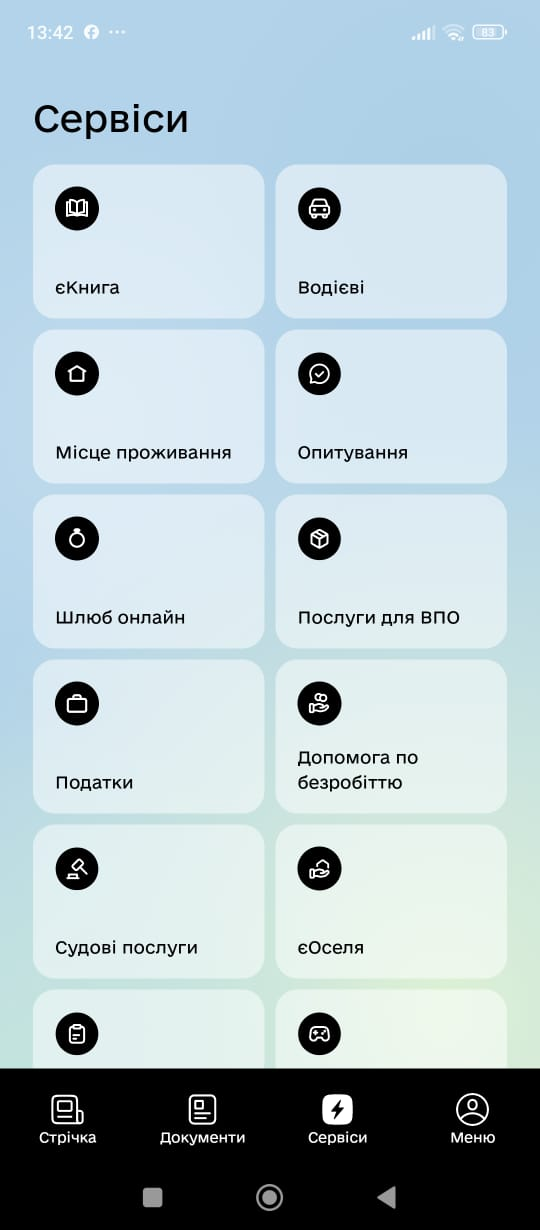 13:42
83
Сервіси
єКнига
Водієві
Місце проживання
Опитування
Шлюб онлайн
Послуги для ВПО
Податки
Допомога по
безробіттю
Судові послуги
єОселя
Стрічка
Документи
Сервіси
Меню